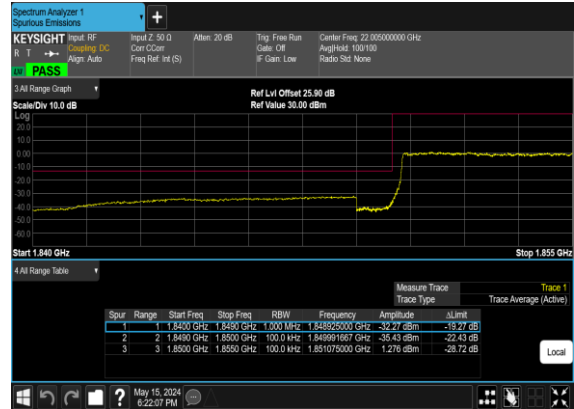 Spectrum Analyzer 1
Spurious Emissions
KEYSIGHT Input: RF Input Z: 50 Ω Atten: 20 dB Trig: Free Run Center Freq: 22.005000000 GHz
R T Coupling: DC Corr CCorr Gate: Off Avg|Hold: 100/100
Align: Auto Freq Ref: Int (S) IF Gain: Low Radio Std: None
LM PASS
3 All Range Graph Ref Lvl Offset 25.90 dB
Scale/Div 10.0 dB Ref Value 30.00 dBm
Log
20.0
10.0
0.00
-10.0
-20.0
-30.0
-40.0
-50.0
-60.0
Start 1.840 GHz Stop 1.855 GHz
4 All Range Table
Measure Trace Trace 1
Trace Type Trace Average (Active)
Spur Range Start Freq Stop Freq RBW Frequency Amplitude ΔLimit
1 1 1.8400 GHz 1.8490 GHz 1.000 MHz 1.848925000 GHz -32.27 dBm -19.27 dB
2 2 1.8490 GHz 1.8500 GHz 100.0 kHz 1.849991667 GHz -35.43 dBm -22.43 dB
3 3 1.8500 GHz 1.8550 GHz 100.0 kHz 1.851075000 GHz 1.276 dBm -28.72 dB
Local
? May 15, 2024
6:22:07 PM